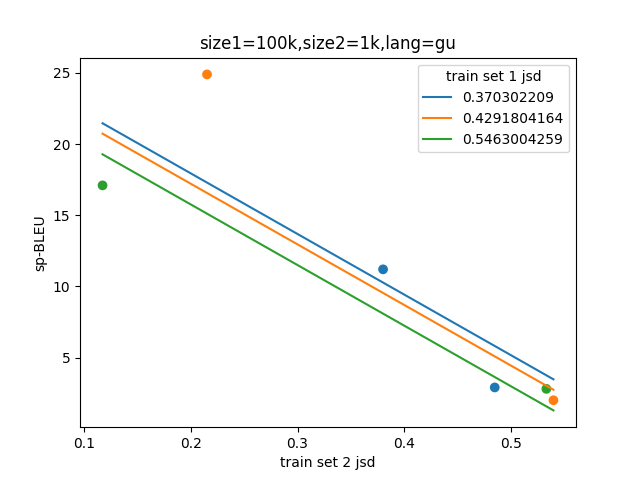 size1=100k,size2=1k,lang=gu
train set 1 jsd
0.370302209
0.4291804164
0.5463004259
sp-BLEU
25
20
15
10
5
0.1 0.2 0.3 0.4 0.5
train set 2 jsd